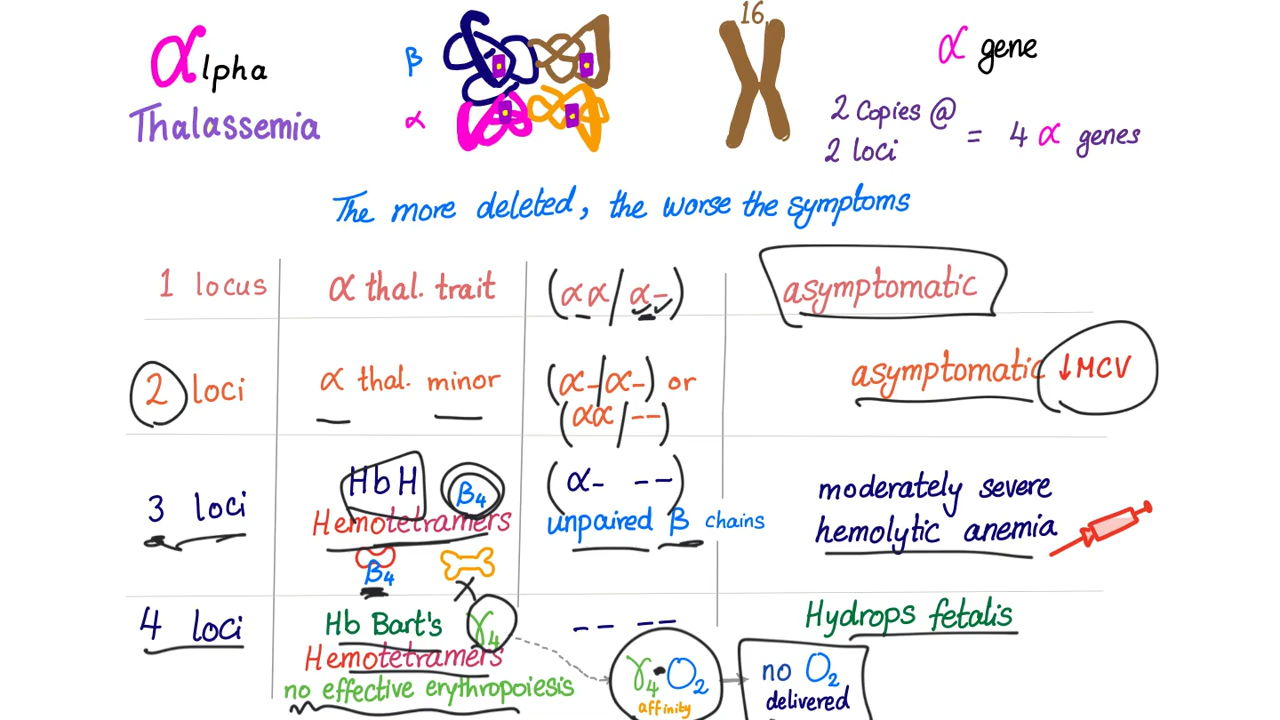 αlpha
Thalassemia
β
α
16
α gene
2 Copies @
2 loci
= 4 α genes
The more deleted, the worse the symptoms
1 locus α thal. trait (αα/α-) asymptomatic
2 loci α thal. minor (α-/α-) or asymptomatic ↓MCV
(αα/--)
3 loci HbH β4 (α- --) moderately severe
Hemotetramers unpaired β chains hemolytic anemia
β4
4 loci Hb Bart's γ4 -- -- Hydrops fetalis
Hemotetramers
no effective erythropoiesis
γ4•O2 no O2
affinity delivered